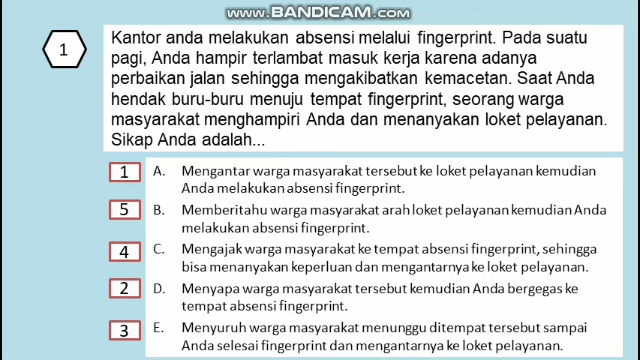 www.BANDICAM.com
1
Kantor anda melakukan absensi melalui fingerprint. Pada suatu
pagi, Anda hampir terlambat masuk kerja karena adanya
perbaikan jalan sehingga mengakibatkan kemacetan. Saat Anda
hendak buru-buru menuju tempat fingerprint, seorang warga
masyarakat menghampiri Anda dan menanyakan loket pelayanan.
Sikap Anda adalah...
1 A. Mengantar warga masyarakat tersebut ke loket pelayanan kemudian
Anda melakukan absensi fingerprint.
5 B. Memberitahu warga masyarakat arah loket pelayanan kemudian Anda
melakukan absensi fingerprint.
4 C. Mengajak warga masyarakat ke tempat absensi fingerprint, sehingga
bisa menanyakan keperluan dan mengantarnya ke loket pelayanan.
2 D. Menyapa warga masyarakat tersebut kemudian Anda bergegas ke
tempat absensi fingerprint.
3 E. Menyuruh warga masyarakat menunggu ditempat tersebut sampai
Anda selesai fingerprint dan mengantarnya ke loket pelayanan.